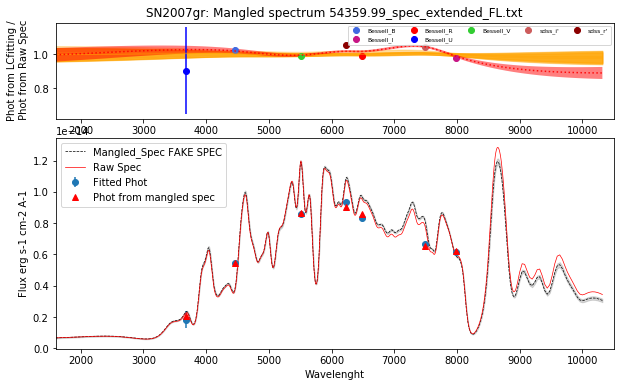 SN2007gr: Mangled spectrum 54359.99_spec_extended_FL.txt
Phot from LCfitting /
Phot from Raw Spec
1.0
0.8
Bessell_B
Bessell_I
Bessell_R
Bessell_U
Bessell_V
sdss_i'
sdss_r'
2000 3000 4000 5000 6000 7000 8000 9000 10000
1e−14
Flux erg s-1 cm-2 A-1
1.2
1.0
0.8
0.6
0.4
0.2
0.0
Mangled_Spec FAKE SPEC
Raw Spec
Fitted Phot
Phot from mangled spec
2000 3000 4000 5000 6000 7000 8000 9000 10000
Wavelenght